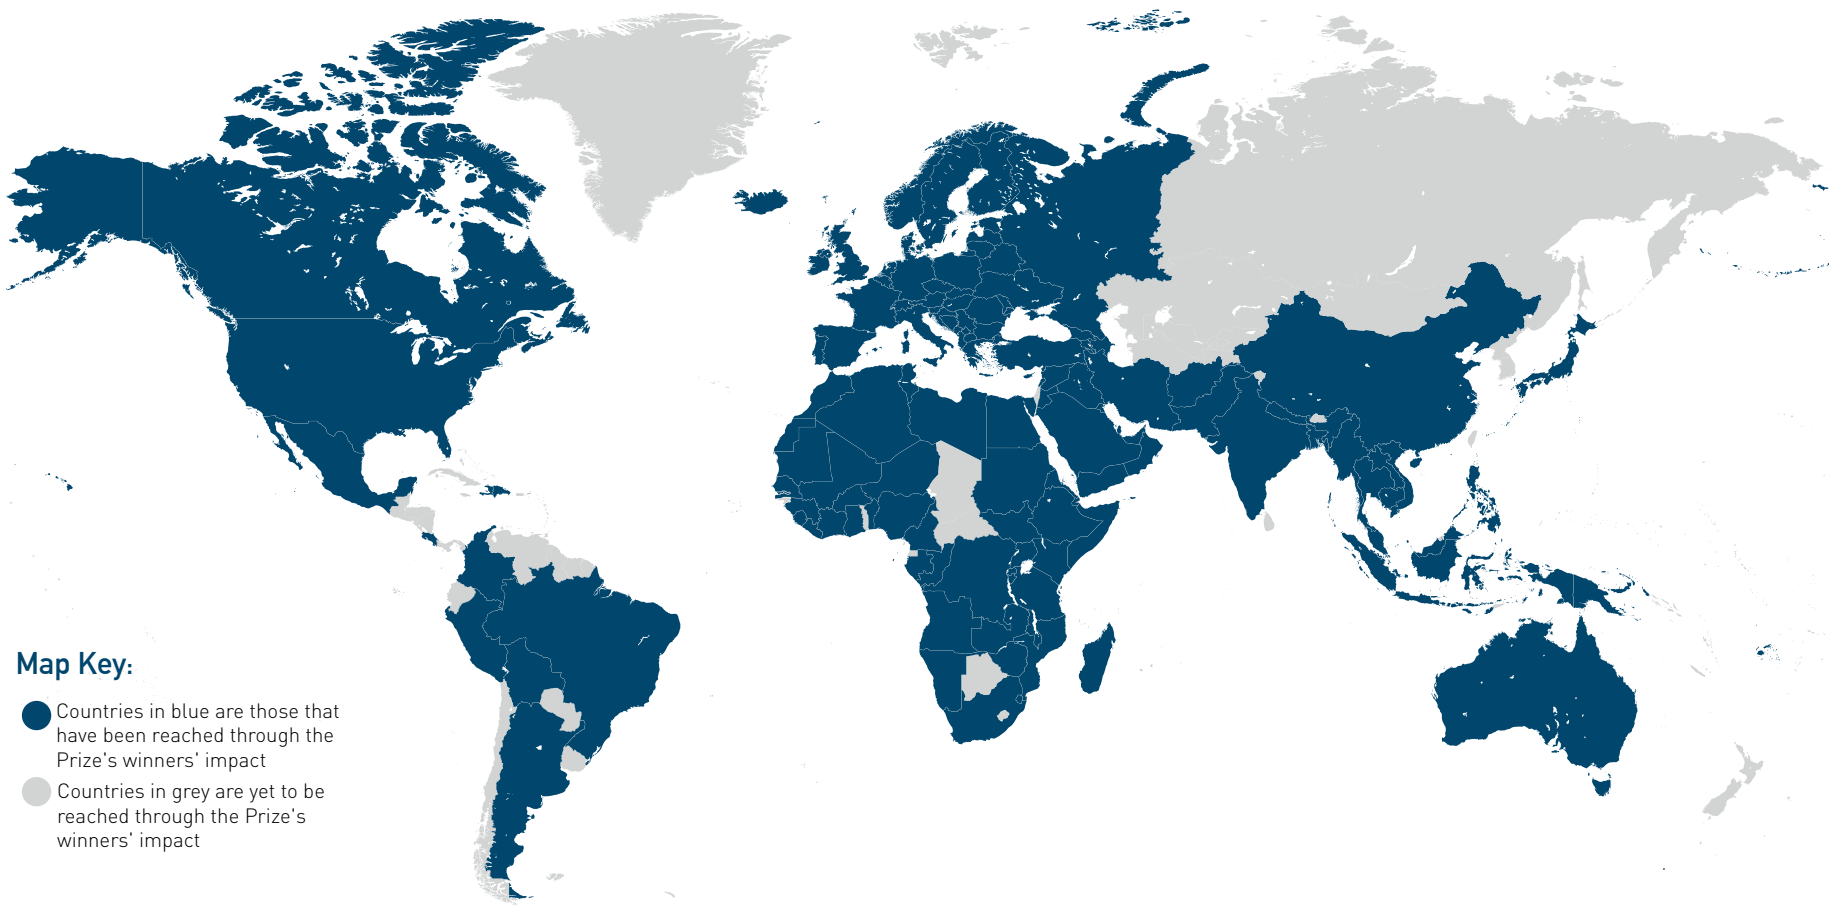 Map Key:
Countries in blue are those that
have been reached through the
Prize's winners' impact
Countries in grey are yet to be
reached through the Prize's
winners' impact